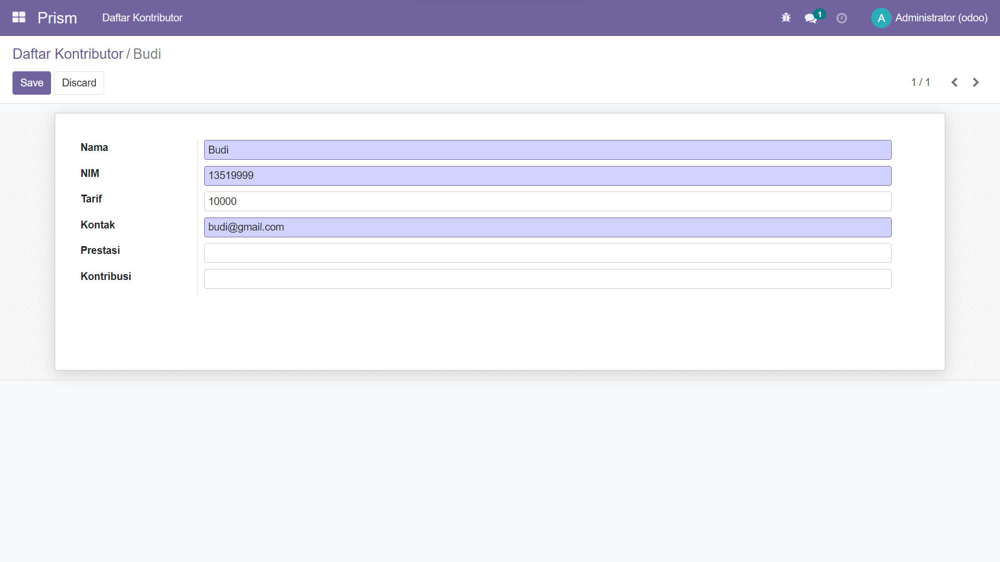 Prism Daftar Kontributor 1 A Administrator (odoo)
Daftar Kontributor / Budi
Save Discard 1 / 1
Nama Budi
NIM 13519999
Tarif 10000
Kontak budi@gmail.com
Prestasi
Kontribusi